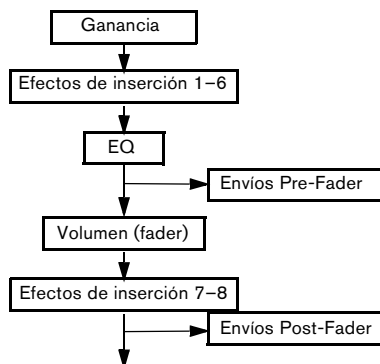 Ganancia
Efectos de inserción 1–6
EQ
Envíos Pre-Fader
Volumen (fader)
Efectos de inserción 7–8
Envíos Post-Fader